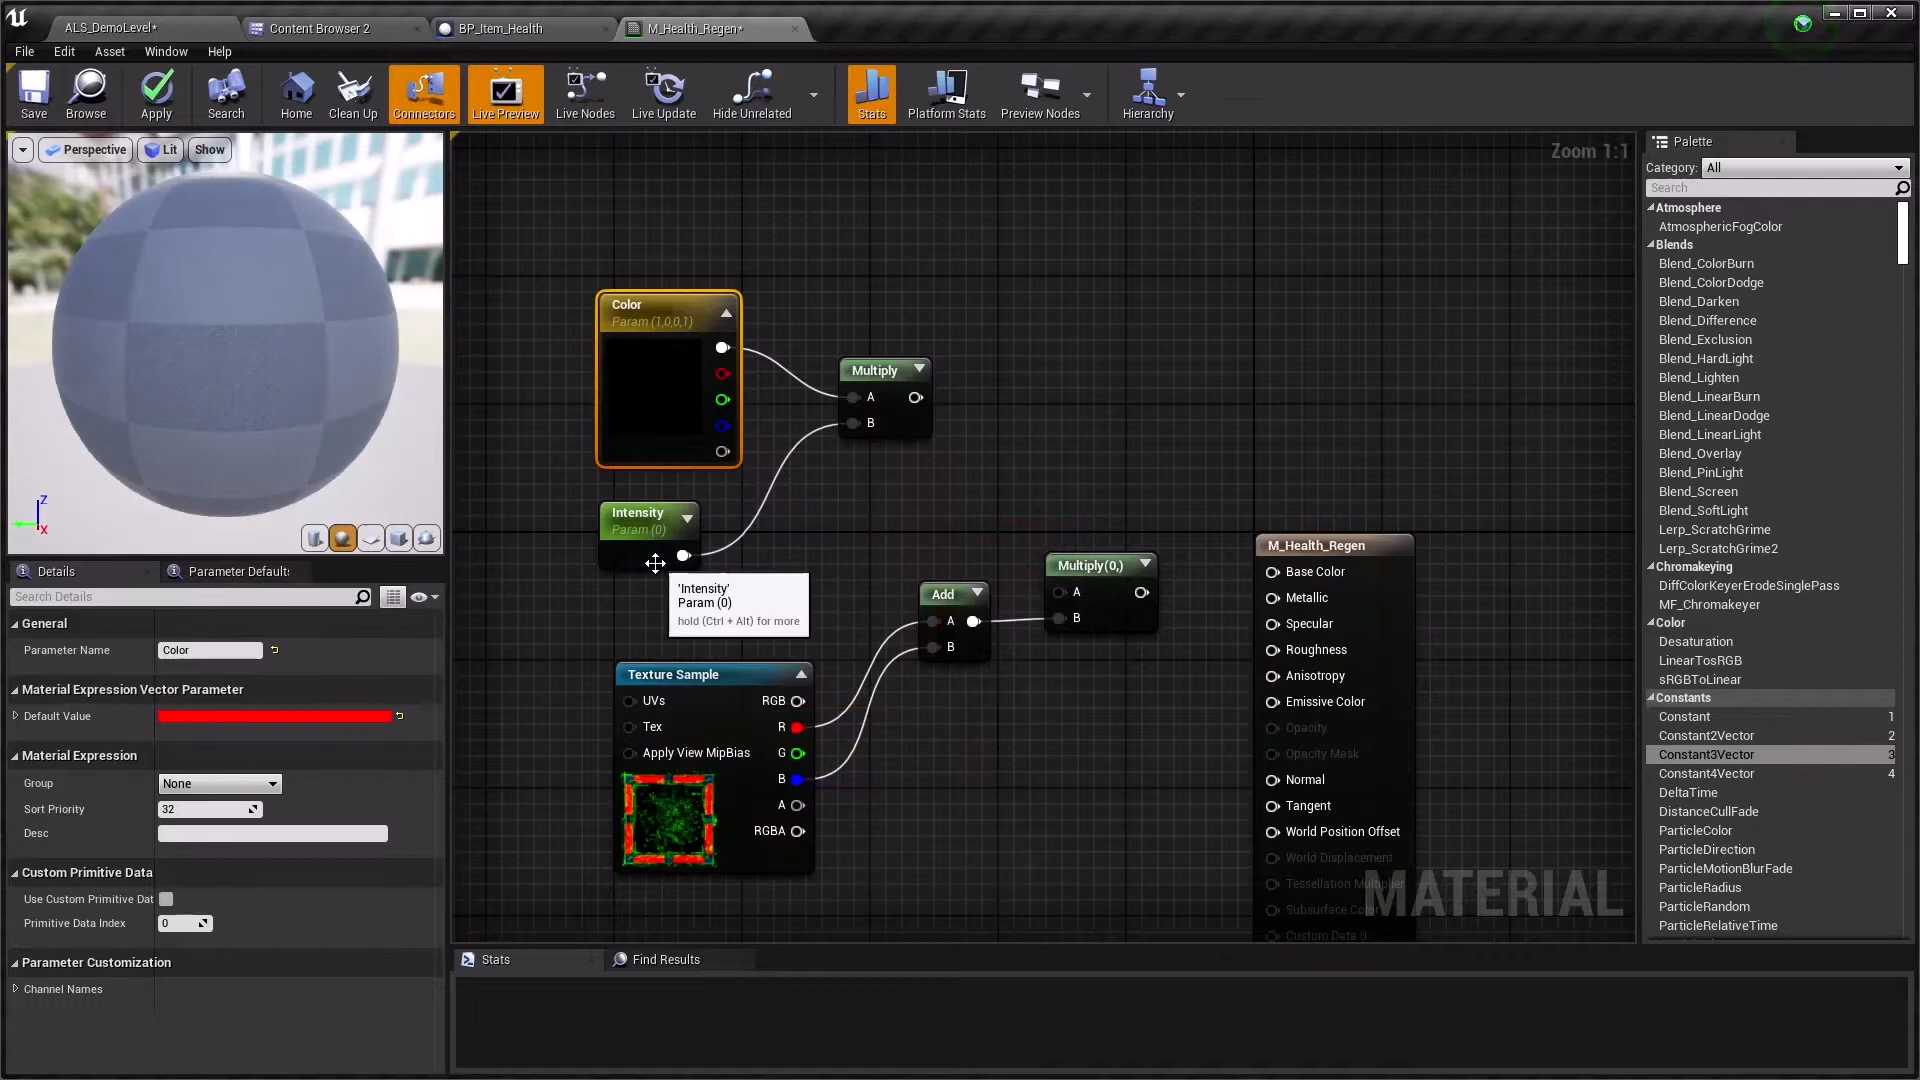 ALS_DemoLevel*
Content Browser 2
BP_Item_Health
M_Health_Regen*
File
Edit
Asset
Window
Help
Save
Browse
Apply
Search
Home
Clean Up
Connectors
Live Preview
Live Nodes
Live Update
Hide Unrelated
Stats
Platform Stats
Preview Nodes
Hierarchy
Perspective
Lit
Show
Z
X
Details
Parameter Defaults
Search Details
General
Parameter Name
Color
Material Expression Vector Parameter
Default Value
Material Expression
Group
None
Sort Priority
32
Desc
Custom Primitive Data
Use Custom Primitive Dat
Primitive Data Index
0
Parameter Customization
Channel Names
Zoom 1:1
Color
Param (1,0,0,1)
Multiply
A
B
Intensity
Param (0)
'Intensity'
Param (0)
hold (Ctrl + Alt) for more
Add
A
B
Multiply(0,)
A
B
Texture Sample
UVs
RGB
Tex
R
Apply View MipBias
G
B
A
RGBA
M_Health_Regen
Base Color
Metallic
Specular
Roughness
Anisotropy
Emissive Color
Opacity
Opacity Mask
Normal
Tangent
World Position Offset
World Displacement
Tessellation Multiplier
Subsurface Color
Custom Data 0
MATERIAL
Stats
Find Results
Palette
Category:
All
Search
Atmosphere
AtmosphericFogColor
Blends
Blend_ColorBurn
Blend_ColorDodge
Blend_Darken
Blend_Difference
Blend_Exclusion
Blend_HardLight
Blend_Lighten
Blend_LinearBurn
Blend_LinearDodge
Blend_LinearLight
Blend_Overlay
Blend_PinLight
Blend_Screen
Blend_SoftLight
Lerp_ScratchGrime
Lerp_ScratchGrime2
Chromakeying
DiffColorKeyerErodeSinglePass
MF_Chromakeyer
Color
Desaturation
LinearTosRGB
sRGBToLinear
Constants
Constant 1
Constant2Vector 2
Constant3Vector 3
Constant4Vector 4
DeltaTime
DistanceCullFade
ParticleColor
ParticleDirection
ParticleMotionBlurFade
ParticleRadius
ParticleRandom
ParticleRelativeTime